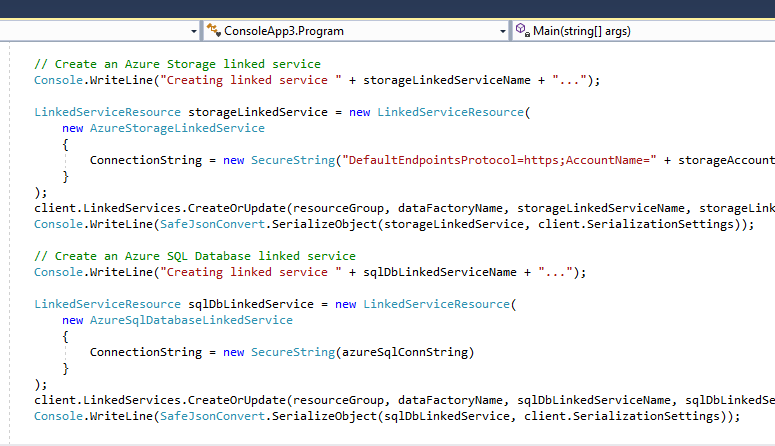 ConsoleApp3.Program
Main(string[] args)
// Create an Azure Storage linked service
Console.WriteLine("Creating linked service " + storageLinkedServiceName + "...");
LinkedServiceResource storageLinkedService = new LinkedServiceResource(
new AzureStorageLinkedService
{
ConnectionString = new SecureString("DefaultEndpointsProtocol=https;AccountName=" + storageAccount
}
);
client.LinkedServices.CreateOrUpdate(resourceGroup, dataFactoryName, storageLinkedServiceName, storageLink
Console.WriteLine(SafeJsonConvert.SerializeObject(storageLinkedService, client.SerializationSettings));
// Create an Azure SQL Database linked service
Console.WriteLine("Creating linked service " + sqlDbLinkedServiceName + "...");
LinkedServiceResource sqlDbLinkedService = new LinkedServiceResource(
new AzureSqlDatabaseLinkedService
{
ConnectionString = new SecureString(azureSqlConnString)
}
);
client.LinkedServices.CreateOrUpdate(resourceGroup, dataFactoryName, sqlDbLinkedServiceName, sqlDbLinkedSe
Console.WriteLine(SafeJsonConvert.SerializeObject(sqlDbLinkedService, client.SerializationSettings));